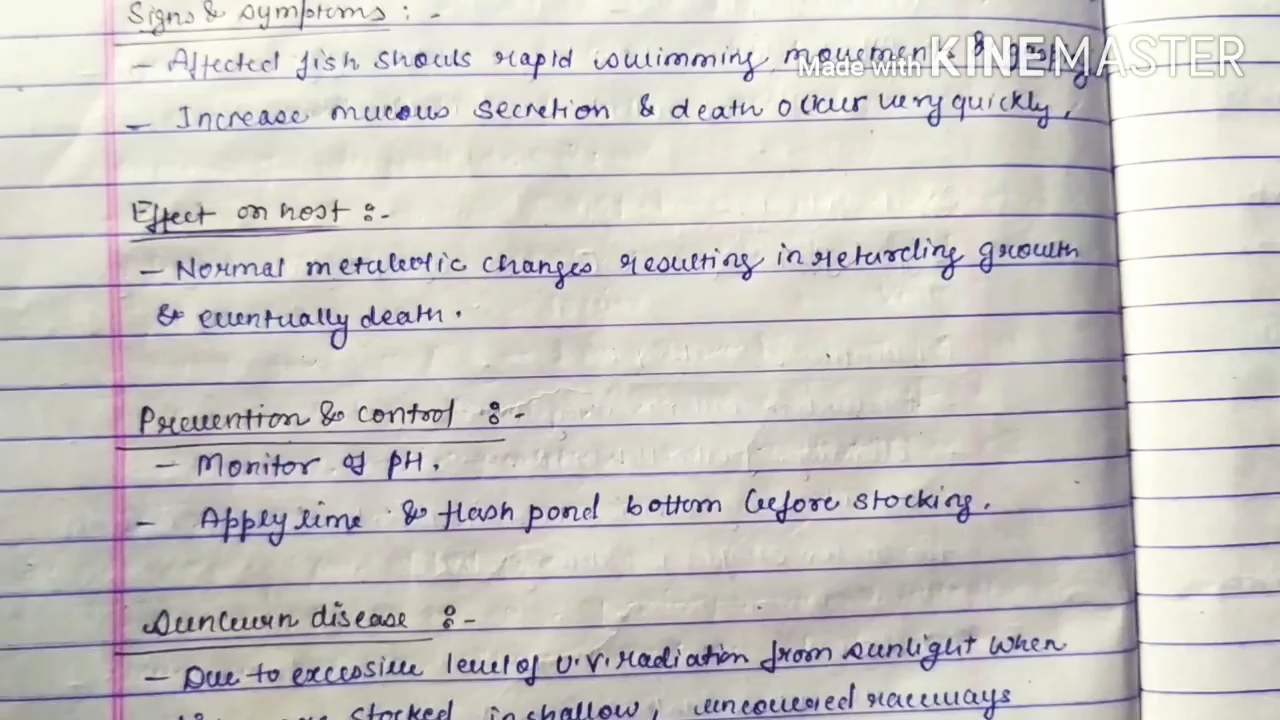 Signs & symptoms : -
- Affected fish shows rapid swimming movement &
Made with KINEMASTER
- Increase mucous secretion & death occur very quickly.
Effect on host :-
- Normal metabolic changes resulting in retarding growth
& eventually death.
Prevention & control :-
- Monitor of pH.
- Apply lime & flash pond bottom before stocking.
Sunburn disease :-
- Due to excessive level of U.V. radiation from sunlight when
stocked in shallow, uncovered raceways